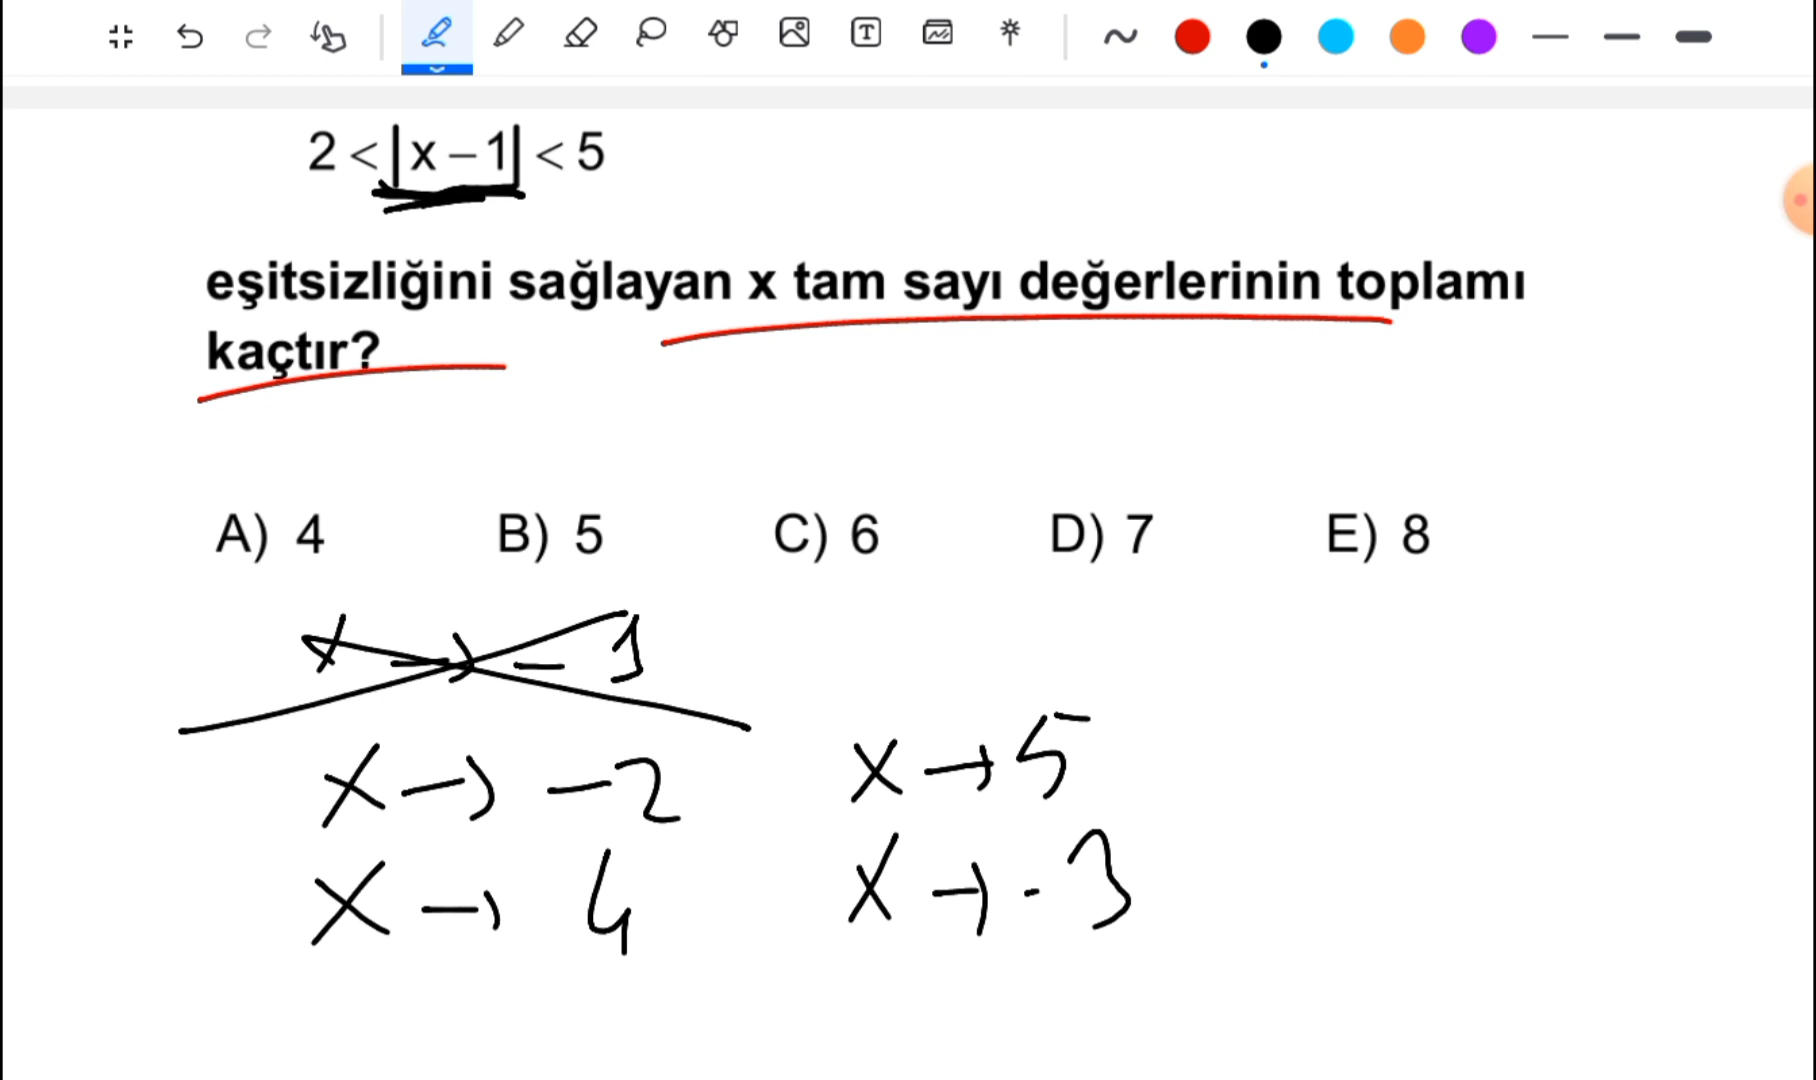 2 < |x – 1| < 5
eşitsizliğini sağlayan x tam sayı değerlerinin toplamı
kaçtır?
A) 4 B) 5 C) 6 D) 7 E) 8
x → – 1
x → – 2 x → 5
x → 4 x → - 3